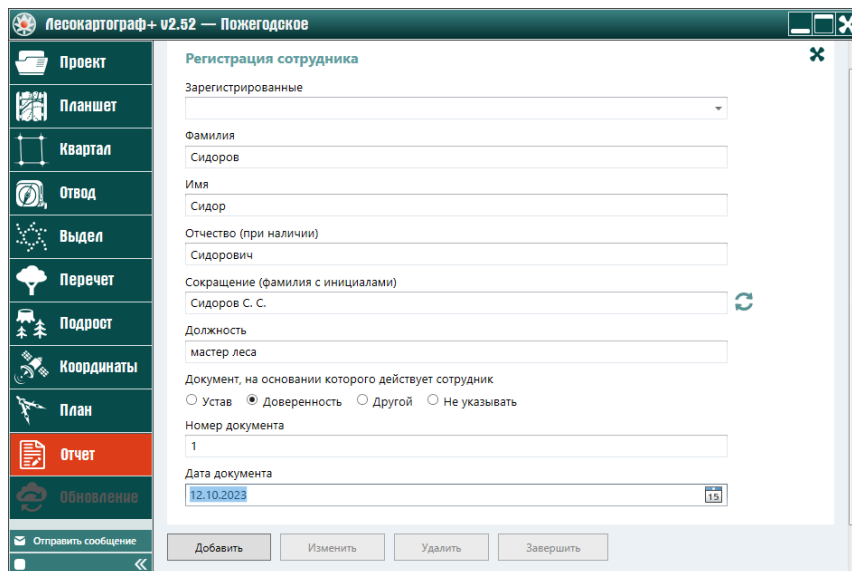 Лесокартограф+ v2.52 — Пожегодское
Проект
Планшет
Квартал
Отвод
Выдел
Перечет
Подрост
Координаты
План
Отчет
Обновление
Отправить сообщение
Регистрация сотрудника
Зарегистрированные
Фамилия
Сидоров
Имя
Сидор
Отчество (при наличии)
Сидорович
Сокращение (фамилия с инициалами)
Сидоров С. С.
Должность
мастер леса
Документ, на основании которого действует сотрудник
Устав Доверенность Другой Не указывать
Номер документа
1
Дата документа
12.10.2023
15
Добавить Изменить Удалить Завершить